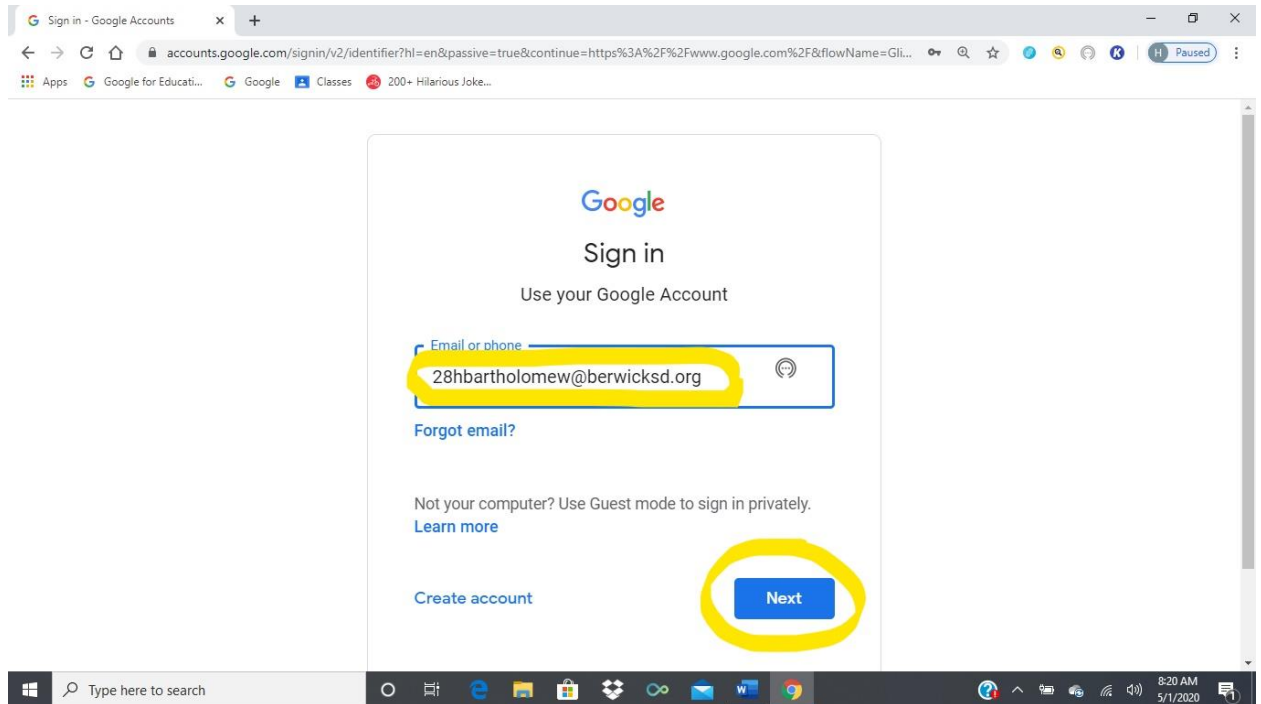 Sign in - Google Accounts
accounts.google.com/signin/v2/identifier?hl=en&passive=true&continue=https%3A%2F%2Fwww.google.com%2F&flowName=Gli...
H Paused
Apps G Google for Educati... G Google Classes 200+ Hilarious Joke...
Google
Sign in
Use your Google Account
Email or phone
28hbartholomew@berwicksd.org
Forgot email?
Not your computer? Use Guest mode to sign in privately.
Learn more
Create account Next
Type here to search
8:20 AM
5/1/2020